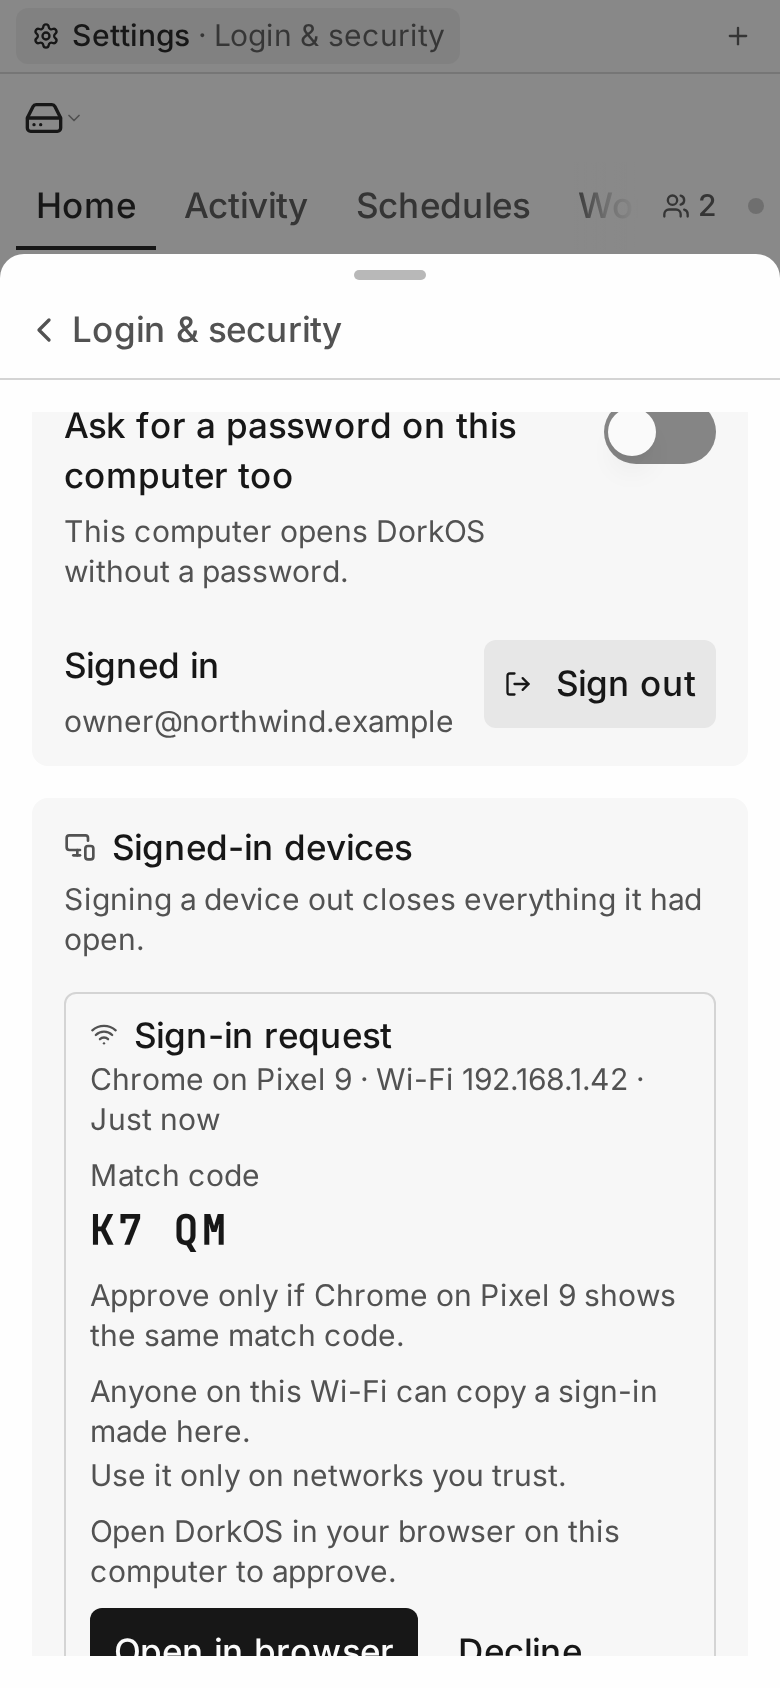 Settings · Login & security
Home Activity Schedules Wo 2
Login & security
Ask for a password on this
computer too
This computer opens DorkOS
without a password.
Signed in
owner@northwind.example
Sign out
Signed-in devices
Signing a device out closes everything it had
open.
Sign-in request
Chrome on Pixel 9 · Wi-Fi 192.168.1.42 ·
Just now
Match code
K7 QM
Approve only if Chrome on Pixel 9 shows
the same match code.
Anyone on this Wi-Fi can copy a sign-in
made here.
Use it only on networks you trust.
Open DorkOS in your browser on this
computer to approve.
Open in browser Decline